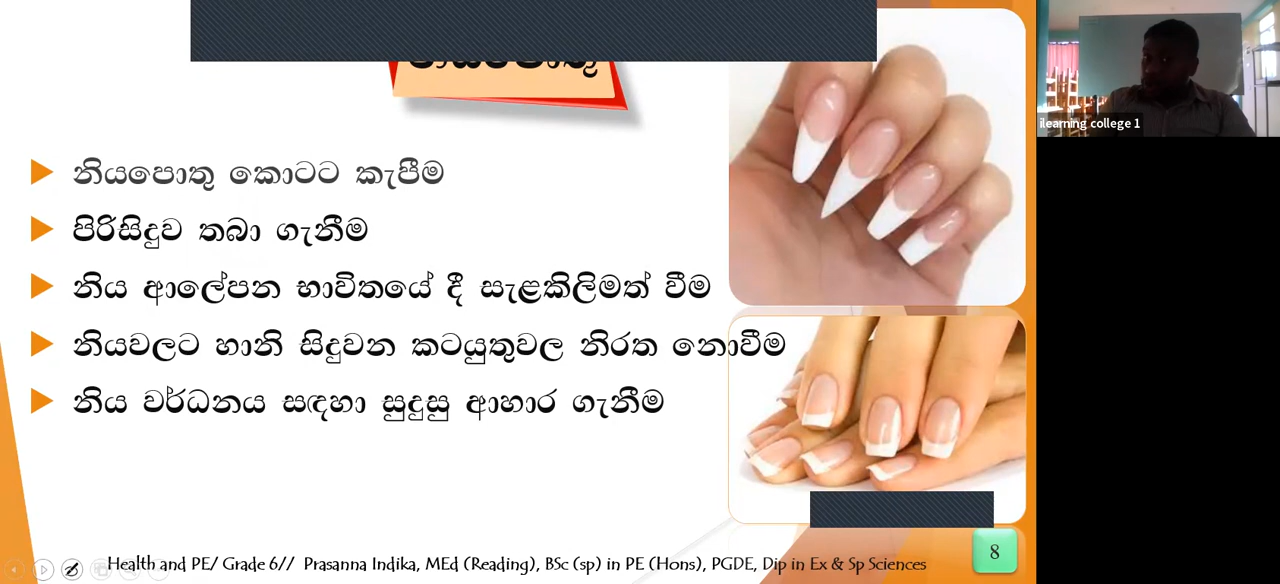 නියපොතු කොටට කැපීම
පිරිසිදුව තබා ගැනීම
නිය ආලේපන භාවිතයේ දී සැළකිලිමත් වීම
නියවලට හානි සිදුවන කටයුතුවල නිරත නොවීම
නිය වර්ධනය සඳහා සුදුසු ආහාර ගැනීම
Health and PE/ Grade 6// Prasanna Indika, MEd (Reading), BSc (sp) in PE (Hons), PGDE, Dip in Ex & Sp Sciences
8
ilearning college 1